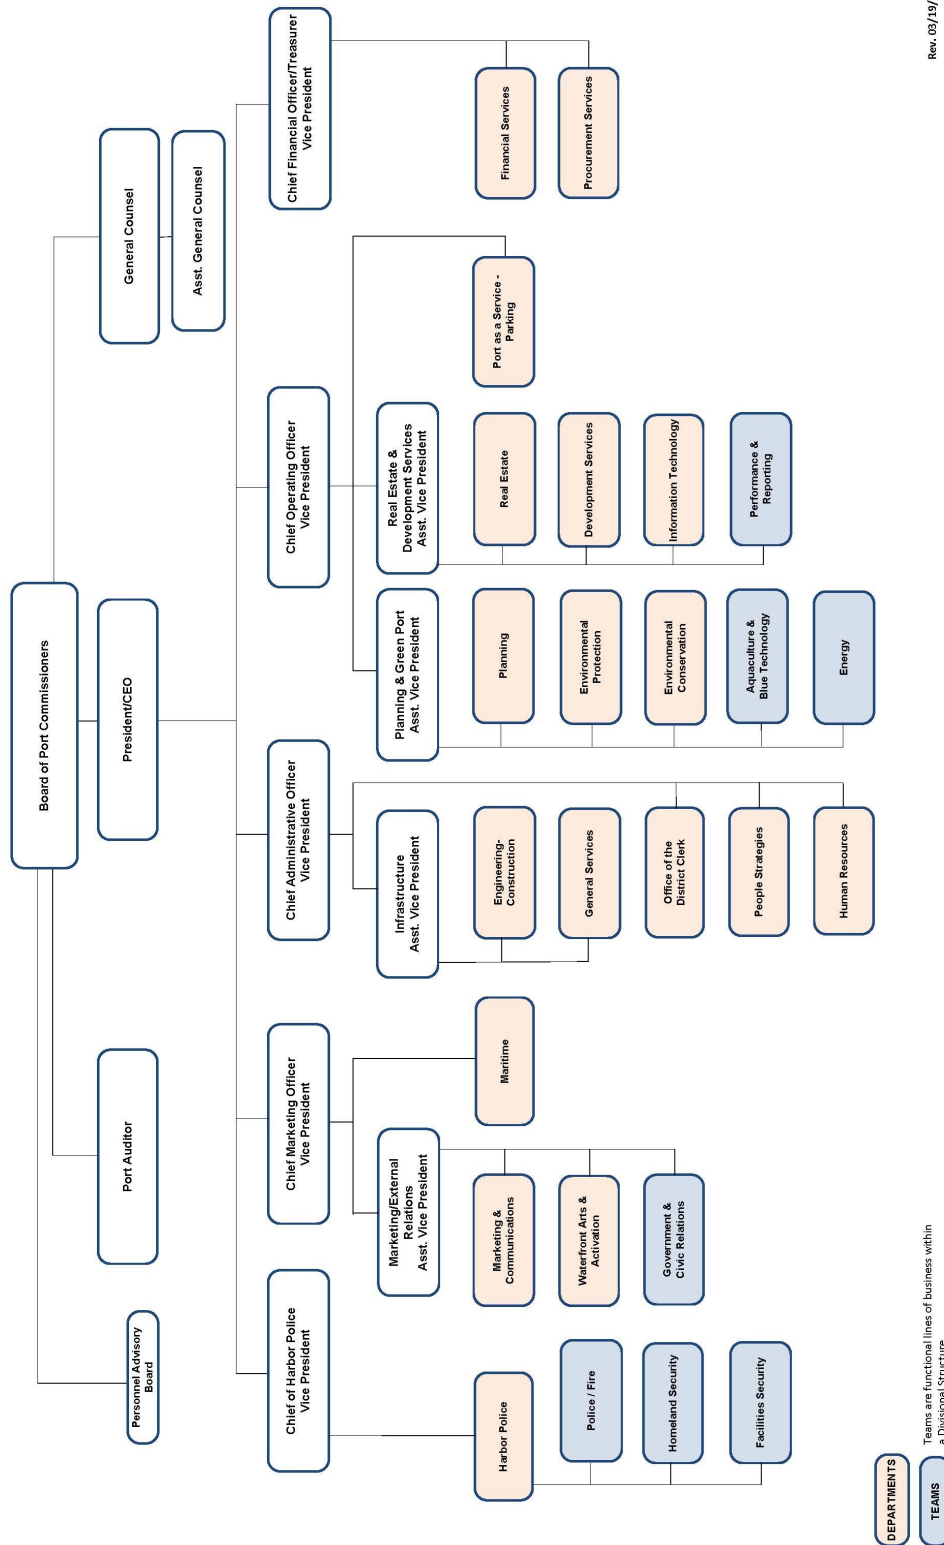 Board of Port Commissioners
Personnel Advisory
Board
Port Auditor
President/CEO
General Counsel
Asst. General Counsel
Chief of Harbor Police
Vice President
Chief Marketing Officer
Vice President
Chief Administrative Officer
Vice President
Chief Operating Officer
Vice President
Chief Financial Officer/Treasurer
Vice President
Marketing/External
Relations
Asst. Vice President
Infrastructure
Asst. Vice President
Planning & Green Port
Asst. Vice President
Real Estate &
Development Services
Asst. Vice President
Harbor Police
Police / Fire
Homeland Security
Facilities Security
Marketing &
Communications
Waterfront Arts &
Activation
Government &
Civic Relations
Maritime
Engineering-
Construction
General Services
Office of the
District Clerk
People Strategies
Human Resources
Planning
Environmental
Protection
Environmental
Conservation
Aquaculture &
Blue Technology
Energy
Real Estate
Development Services
Information Technology
Performance &
Reporting
Port as a Service -
Parking
Financial Services
Procurement Services
DEPARTMENTS
TEAMS
Teams are functional lines of business within
a Divisional Structure
Rev. 03/19/